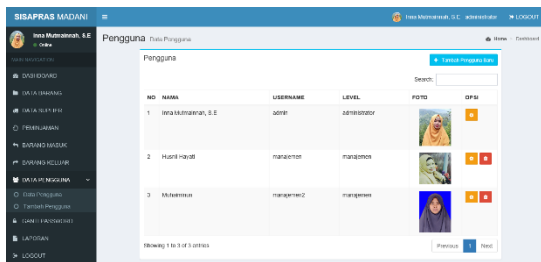 SISAPRAS MADANI
Inna Mutmainnah, S.E administrator LOGOUT
Inna Mutmainnah, S.E
Online
MAIN NAVIGATION
DASHBOARD
DATA BARANG
DATA SUPLIER
PEMINJAMAN
BARANG MASUK
BARANG KELUAR
DATA PENGGUNA
Data Pengguna
Tambah Pengguna
GANTI PASSWORD
LAPORAN
LOGOUT
Pengguna Data Pengguna
Home Dashboard
Pengguna
Tambah Pengguna Baru
Search:
NO NAMA USERNAME LEVEL FOTO OPSI
1 Inna Mutmainnah, S.E admin administrator
2 Husnil Hayati manajemen manajemen
3 manajemen2 manajemen
Showing 1 to 3 of 3 entries
Previous 1 Next